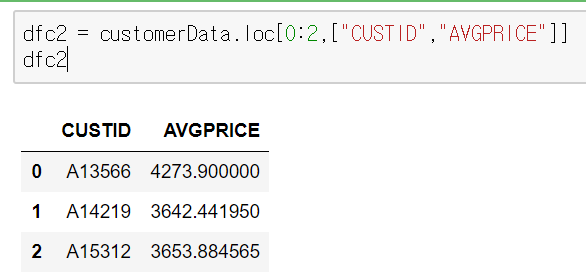 dfc2 = customerData.loc[0:2,["CUSTID","AVGPRICE"]]
dfc2
CUSTID AVGPRICE
0 A13566 4273.900000
1 A14219 3642.441950
2 A15312 3653.884565